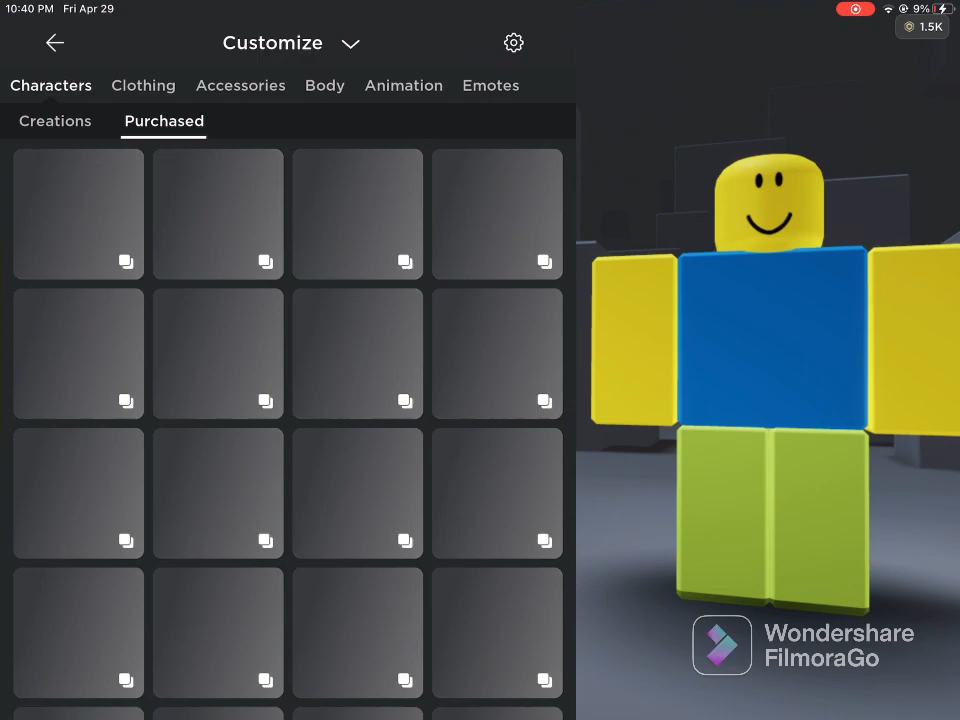 10:40 PM Fri Apr 29
9%
Customize
1.5K
Characters Clothing Accessories Body Animation Emotes
Creations Purchased
Wondershare
FilmoraGo